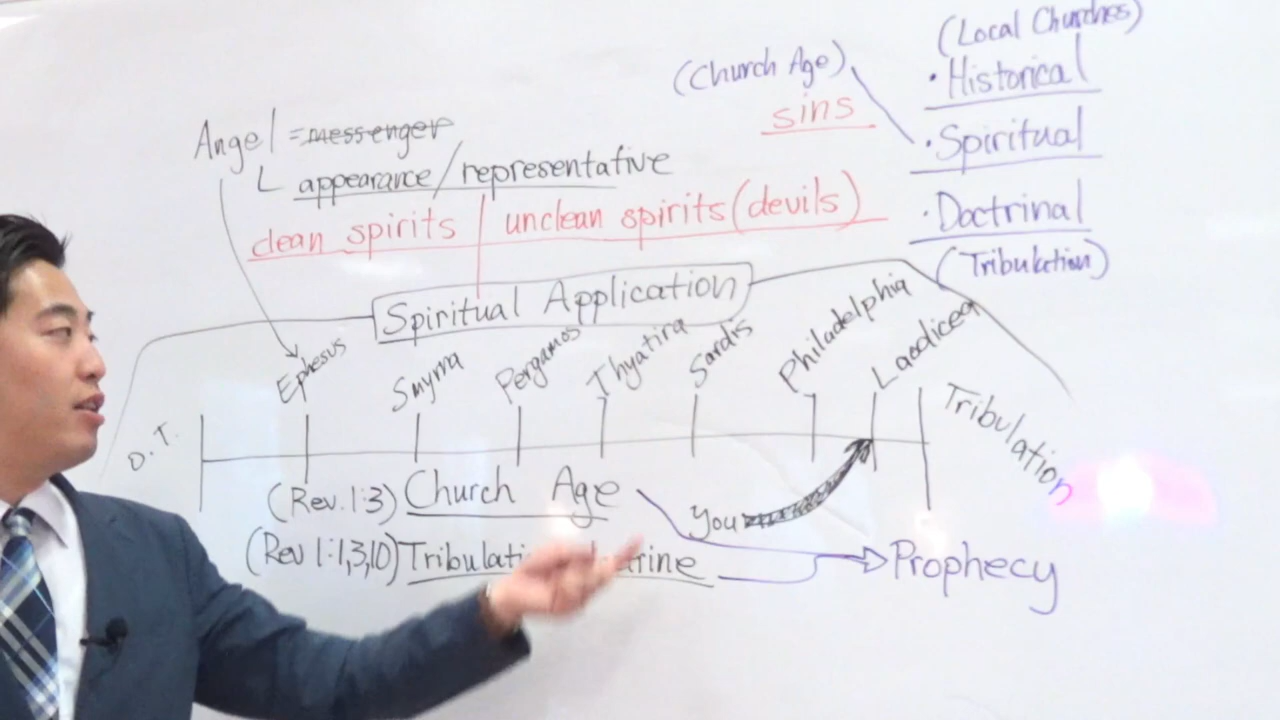 (Local Churches)
(Church Age)
· Historical
sins
Angel = messenger
· Spiritual
appearance/representative
· Doctrinal
clean spirits | unclean spirits (devils)
(Tribulation)
Spiritual Application
O.T.
Ephesus
Smyrna
Pergamos
Thyatira
Sardis
Philadelphia
Laodicea
Tribulation
(Rev. 1:3) Church Age
You
(Rev 1:1,3,10) Tribulati rine
Prophecy